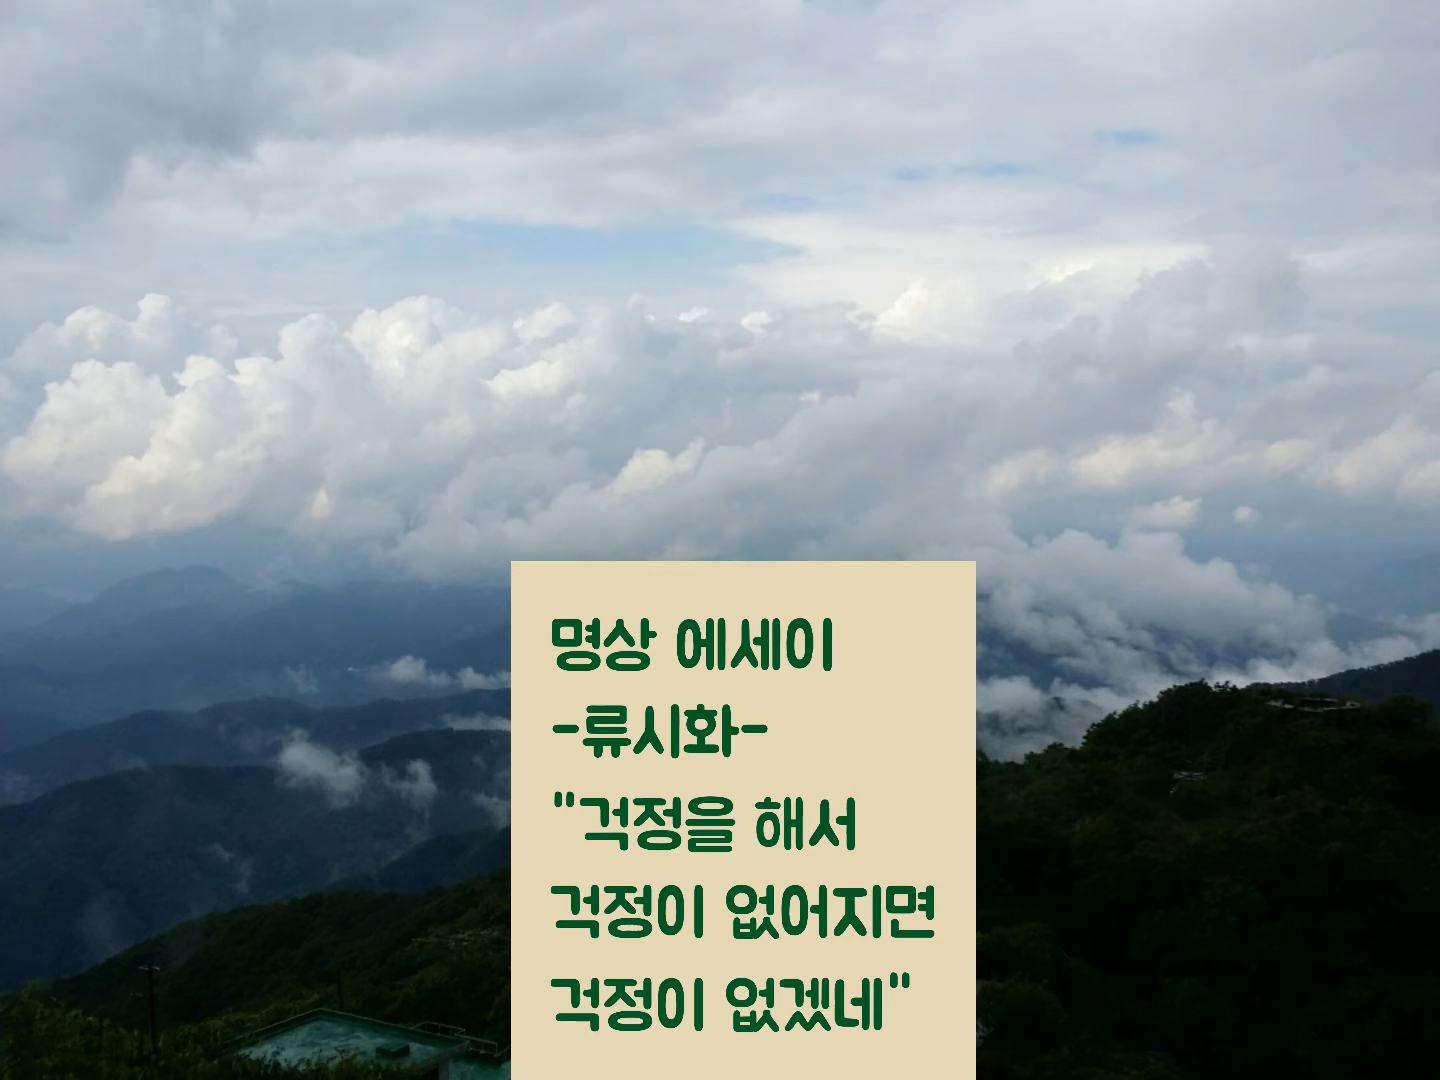 명상 에세이
-류시화-
"걱정을 해서
걱정이 없어지면
걱정이 없겠네"